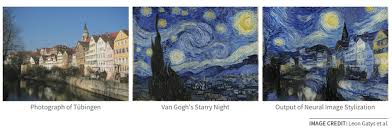 Photograph of Tübingen
Van Gogh's Starry Night
Output of Neural Image Stylization
IMAGE CREDIT: Leon Gatys et al